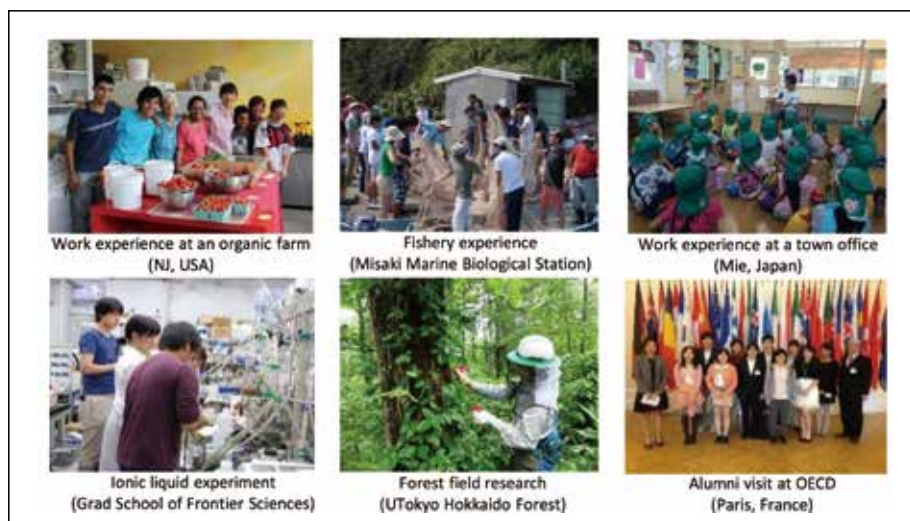 Work experience at an organic farm
(NJ, USA)
Fishery experience
(Misaki Marine Biological Station)
Work experience at a town office
(Mie, Japan)
Ionic liquid experiment
(Grad School of Frontier Sciences)
Forest field research
(UTokyo Hokkaido Forest)
Alumni visit at OECD
(Paris, France)